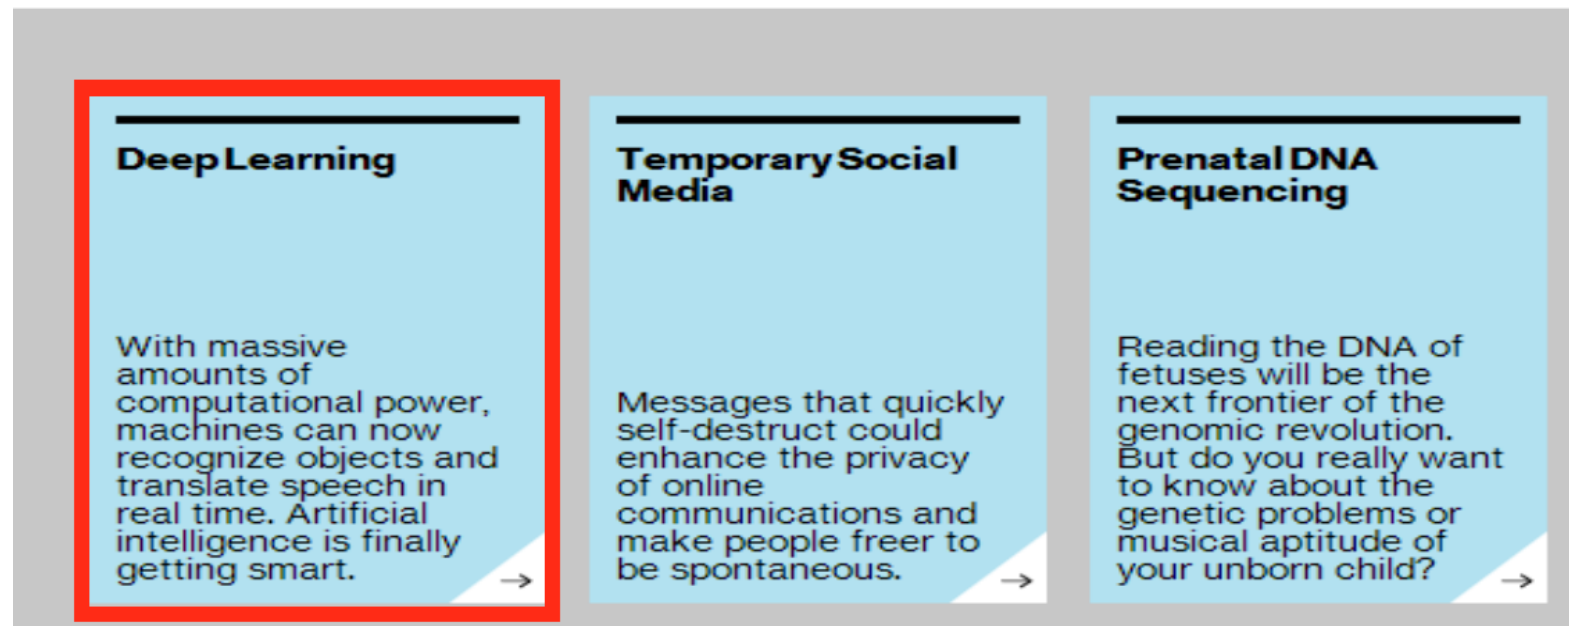 Deep Learning
With massive
amounts of
computational power,
machines can now
recognize objects and
translate speech in
real time. Artificial
intelligence is finally
getting smart.
→
Temporary Social
Media
Messages that quickly
self-destruct could
enhance the privacy
of online
communications and
make people freer to
be spontaneous.
→
Prenatal DNA
Sequencing
Reading the DNA of
fetuses will be the
next frontier of the
genomic revolution.
But do you really want
to know about the
genetic problems or
musical aptitude of
your unborn child?
→